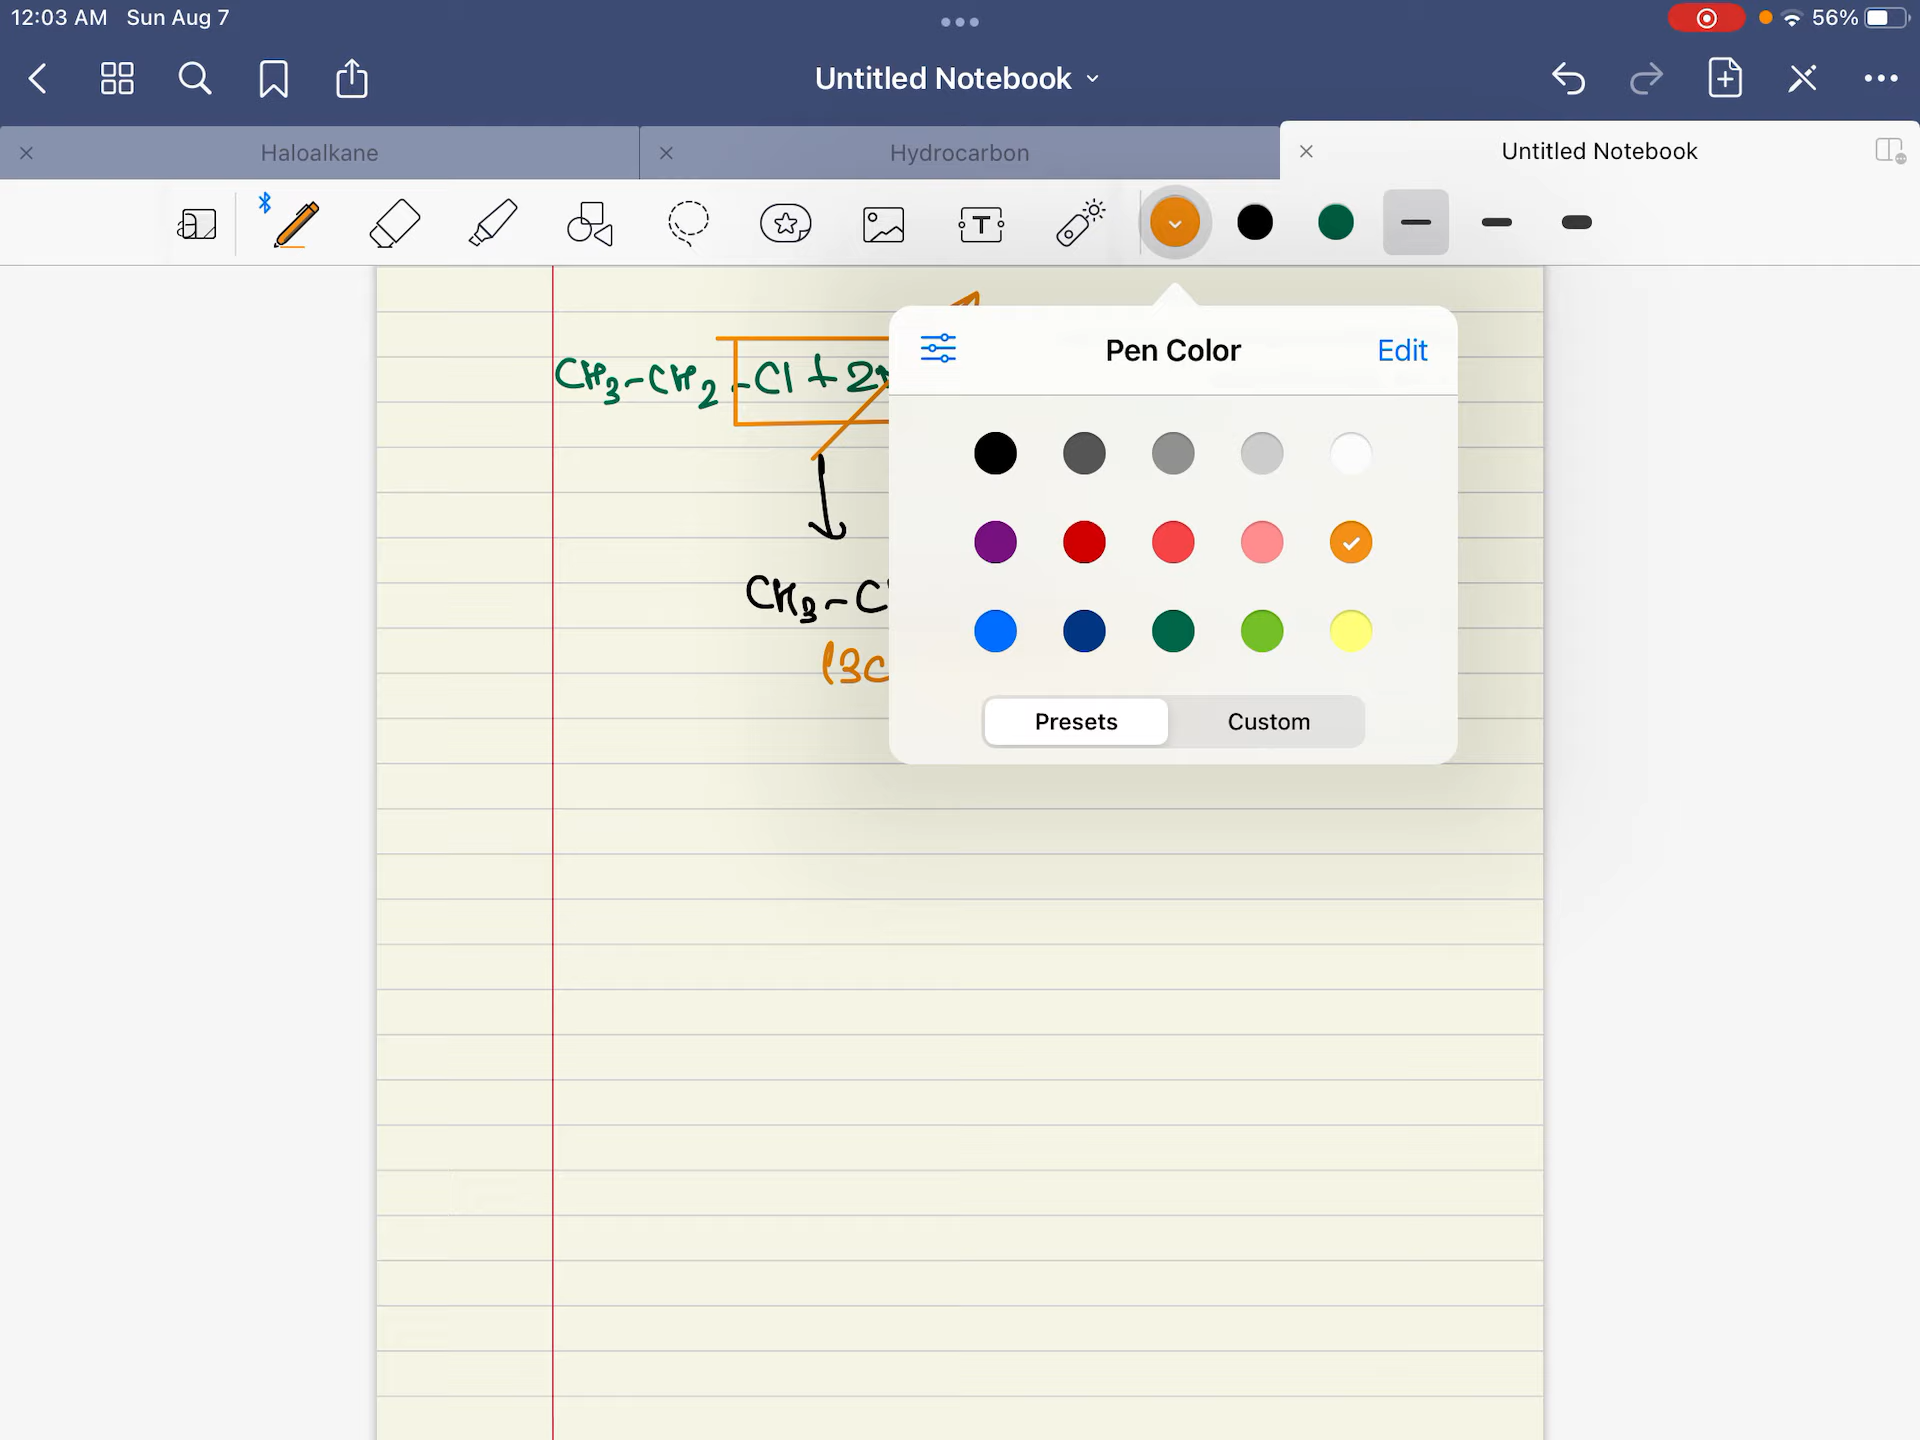 12:03 AM Sun Aug 7 56%
Untitled Notebook
Haloalkane Hydrocarbon Untitled Notebook
T
Pen Color Edit
CH3-CH2-Cl + 2
CH3-C
(3C
Presets Custom